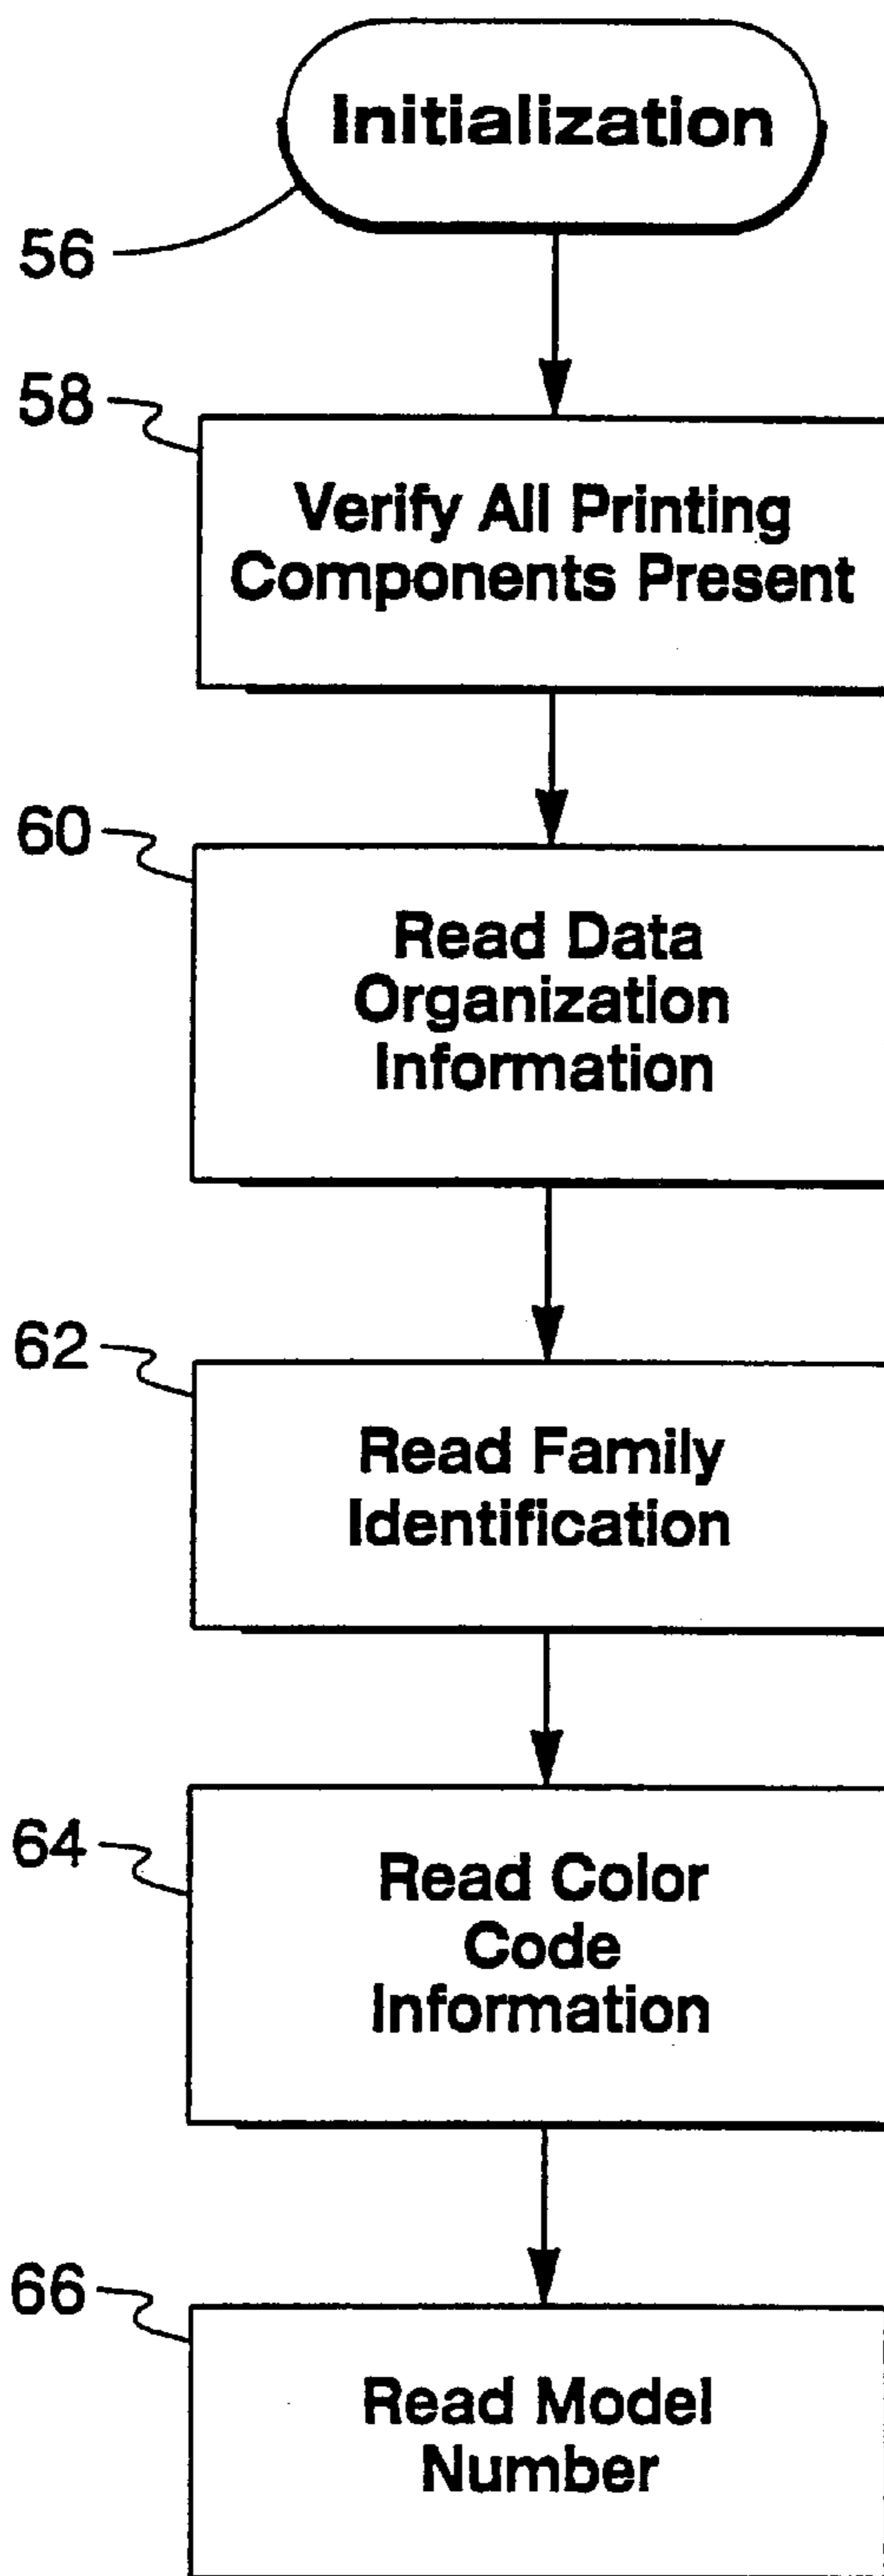 Initialization
56
58
Verify All Printing
Components Present
60
Read Data
Organization
Information
62
Read Family
Identification
64
Read Color
Code
Information
66
Read Model
Number